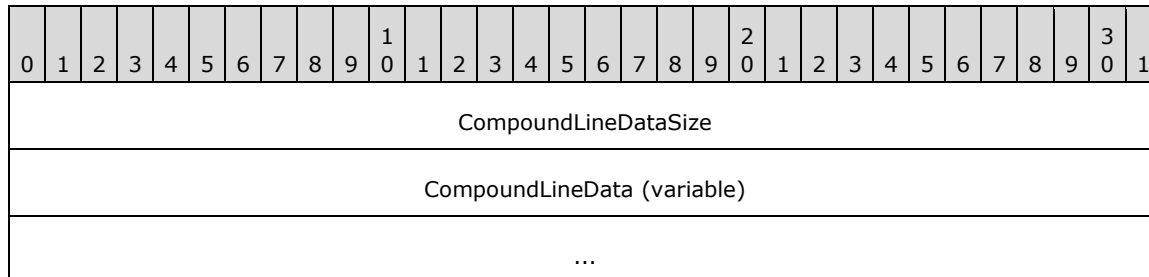 1 2 3
0 1 2 3 4 5 6 7 8 9 0 1 2 3 4 5 6 7 8 9 0 1 2 3 4 5 6 7 8 9 0 1
CompoundLineDataSize
CompoundLineData (variable)
...